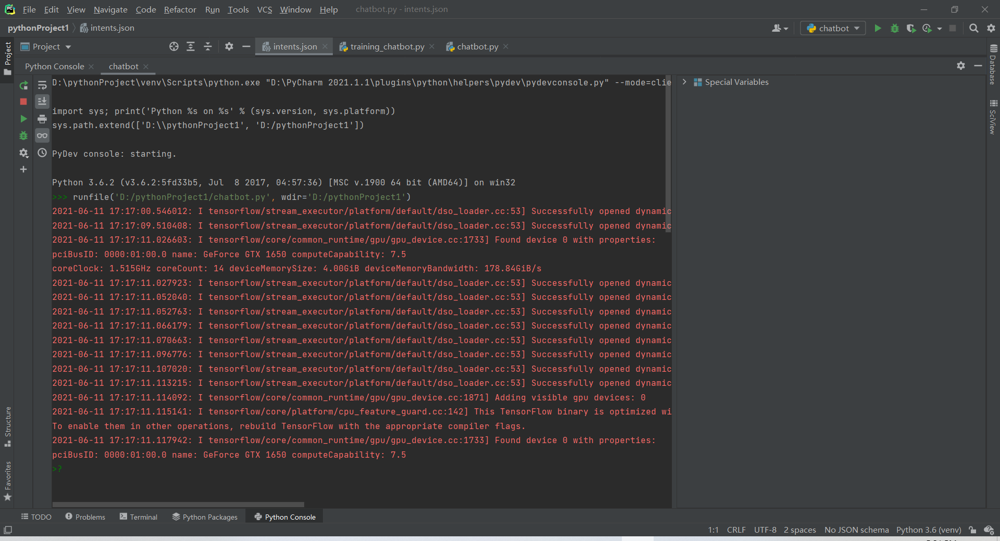 File Edit View Navigate Code Refactor Run Tools VCS Window Help chatbot.py - intents.json
pythonProject1 intents.json chatbot
Project intents.json training_chatbot.py chatbot.py
Python Console chatbot
D:\pythonProject\venv\Scripts\python.exe "D:\PyCharm 2021.1.1\plugins\python\helpers\pydev\pydevconsole.py" --mode=clie
import sys; print('Python %s on %s' % (sys.version, sys.platform))
sys.path.extend(['D:\\pythonProject1', 'D:/pythonProject1'])
PyDev console: starting.
Python 3.6.2 (v3.6.2:5fd33b5, Jul  8 2017, 04:57:36) [MSC v.1900 64 bit (AMD64)] on win32
>>> runfile('D:/pythonProject1/chatbot.py', wdir='D:/pythonProject1')
2021-06-11 17:17:00.546012: I tensorflow/stream_executor/platform/default/dso_loader.cc:53] Successfully opened dynamic
2021-06-11 17:17:09.510408: I tensorflow/stream_executor/platform/default/dso_loader.cc:53] Successfully opened dynamic
2021-06-11 17:17:11.026603: I tensorflow/core/common_runtime/gpu/gpu_device.cc:1733] Found device 0 with properties:
pciBusID: 0000:01:00.0 name: GeForce GTX 1650 computeCapability: 7.5
coreClock: 1.515GHz coreCount: 14 deviceMemorySize: 4.00GiB deviceMemoryBandwidth: 178.84GiB/s
2021-06-11 17:17:11.027923: I tensorflow/stream_executor/platform/default/dso_loader.cc:53] Successfully opened dynamic
2021-06-11 17:17:11.052040: I tensorflow/stream_executor/platform/default/dso_loader.cc:53] Successfully opened dynamic
2021-06-11 17:17:11.052763: I tensorflow/stream_executor/platform/default/dso_loader.cc:53] Successfully opened dynamic
2021-06-11 17:17:11.066179: I tensorflow/stream_executor/platform/default/dso_loader.cc:53] Successfully opened dynamic
2021-06-11 17:17:11.070663: I tensorflow/stream_executor/platform/default/dso_loader.cc:53] Successfully opened dynamic
2021-06-11 17:17:11.096776: I tensorflow/stream_executor/platform/default/dso_loader.cc:53] Successfully opened dynamic
2021-06-11 17:17:11.107020: I tensorflow/stream_executor/platform/default/dso_loader.cc:53] Successfully opened dynamic
2021-06-11 17:17:11.113215: I tensorflow/stream_executor/platform/default/dso_loader.cc:53] Successfully opened dynamic
2021-06-11 17:17:11.114092: I tensorflow/core/common_runtime/gpu/gpu_device.cc:1871] Adding visible gpu devices: 0
2021-06-11 17:17:11.115141: I tensorflow/core/platform/cpu_feature_guard.cc:142] This TensorFlow binary is optimized wi
To enable them in other operations, rebuild TensorFlow with the appropriate compiler flags.
2021-06-11 17:17:11.117942: I tensorflow/core/common_runtime/gpu/gpu_device.cc:1733] Found device 0 with properties:
pciBusID: 0000:01:00.0 name: GeForce GTX 1650 computeCapability: 7.5
>?
Special Variables
Project
Structure
Favorites
Database
SciView
TODO Problems Terminal Python Packages Python Console
1:1 CRLF UTF-8 2 spaces No JSON schema Python 3.6 (venv)